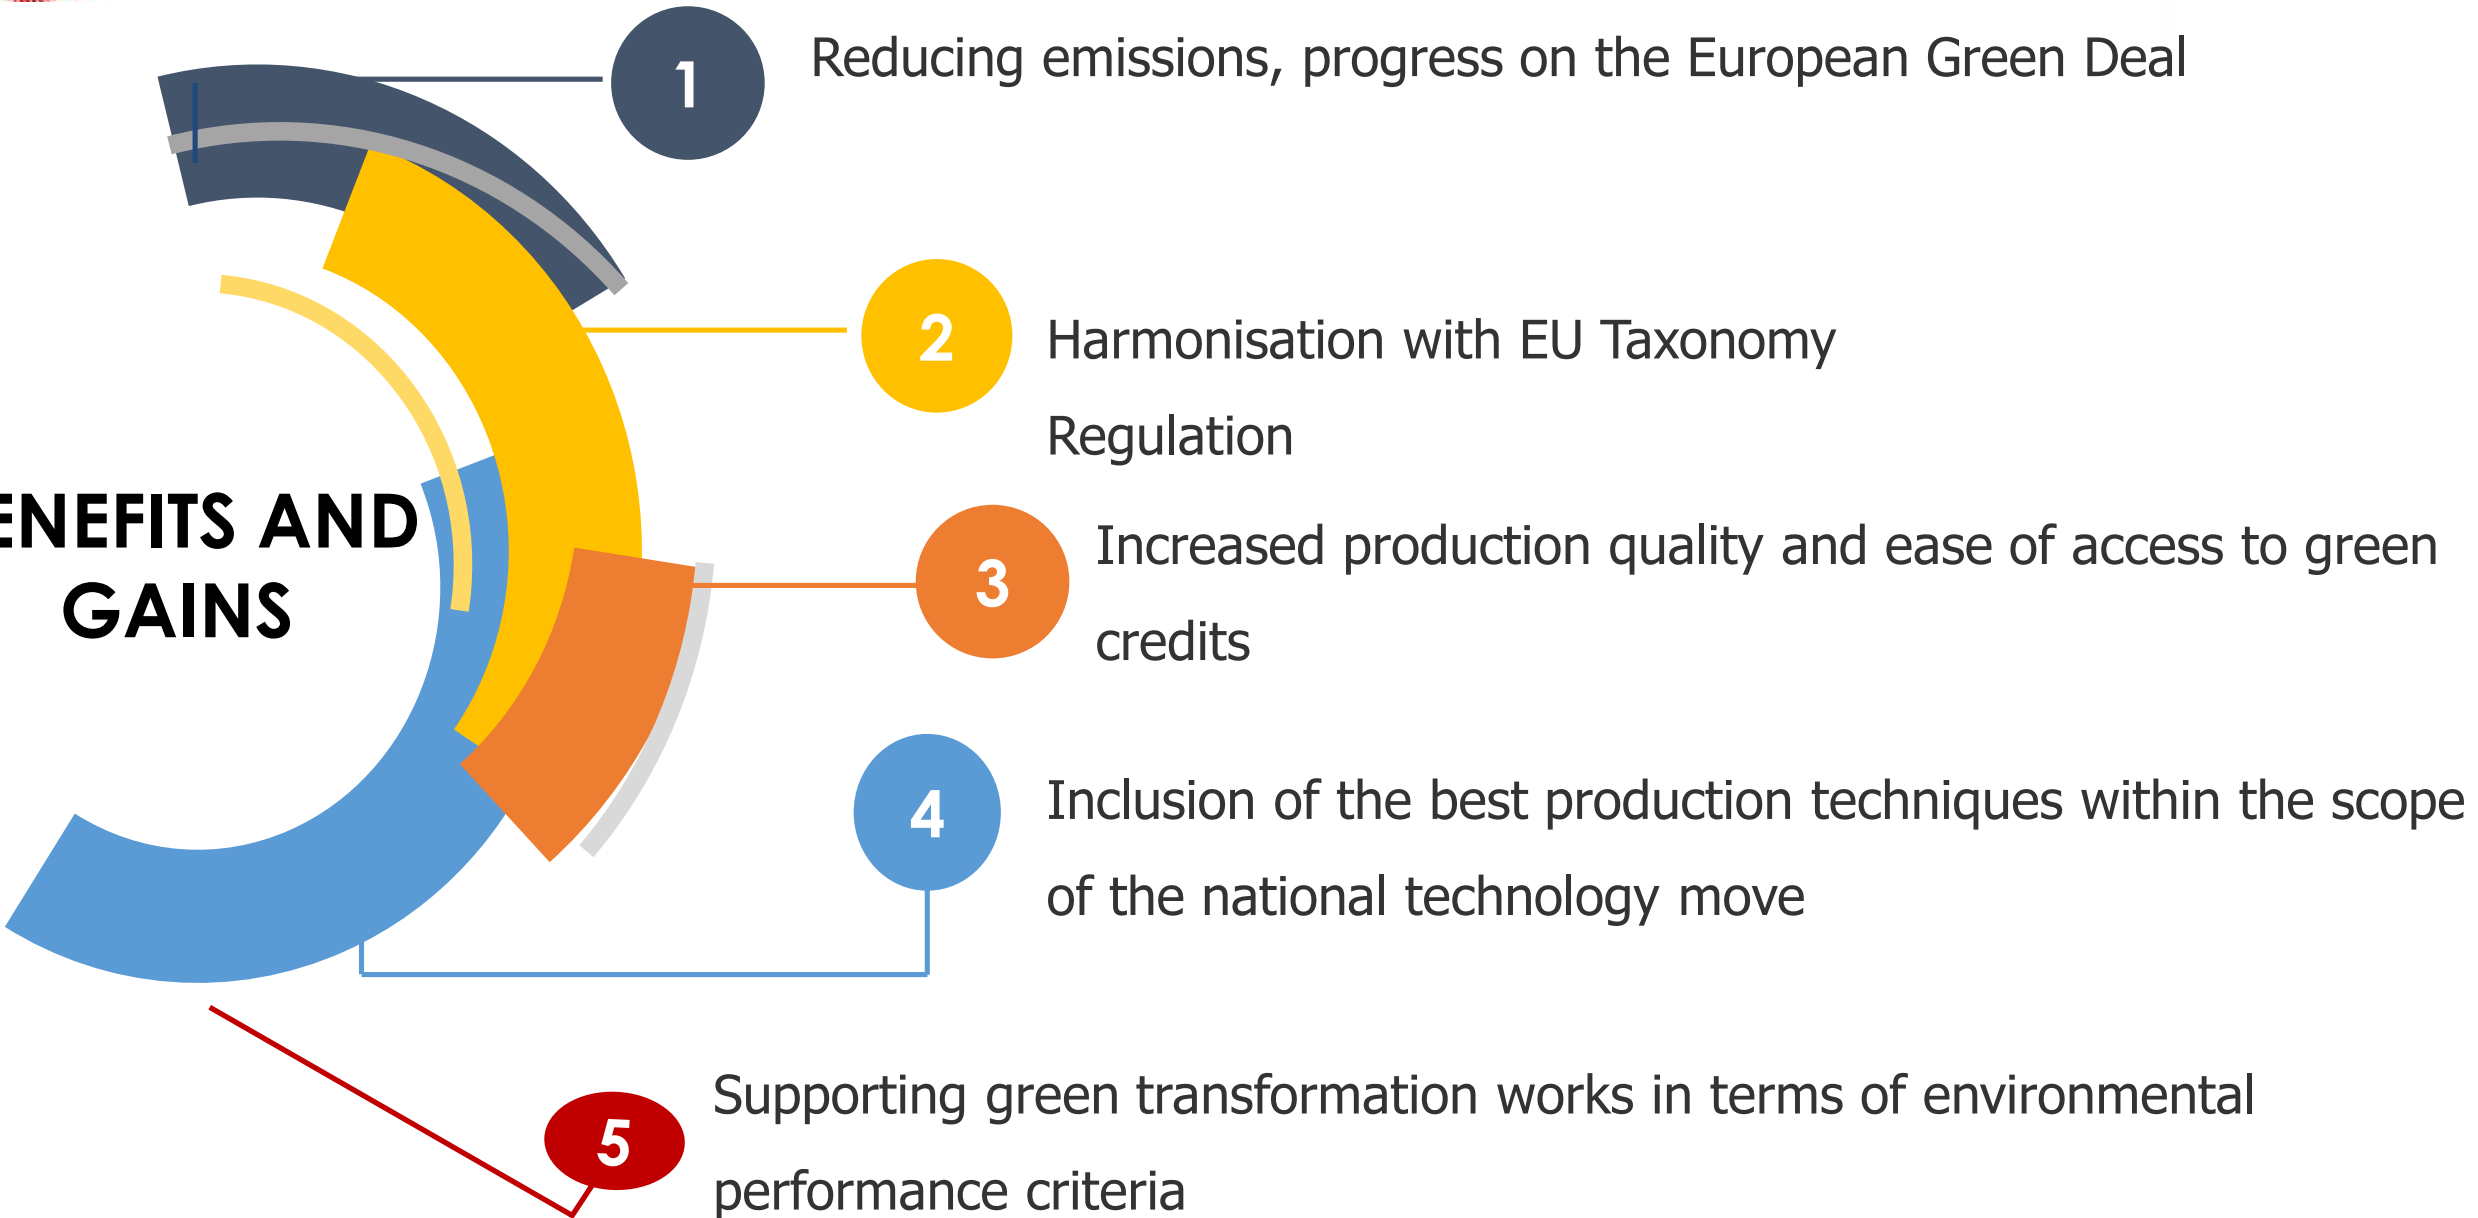 1
Reducing emissions, progress on the European Green Deal
2
Harmonisation with EU Taxonomy
Regulation
ENEFITS AND
GAINS
3
Increased production quality and ease of access to green
credits
4
Inclusion of the best production techniques within the scope
of the national technology move
5
Supporting green transformation works in terms of environmental
performance criteria